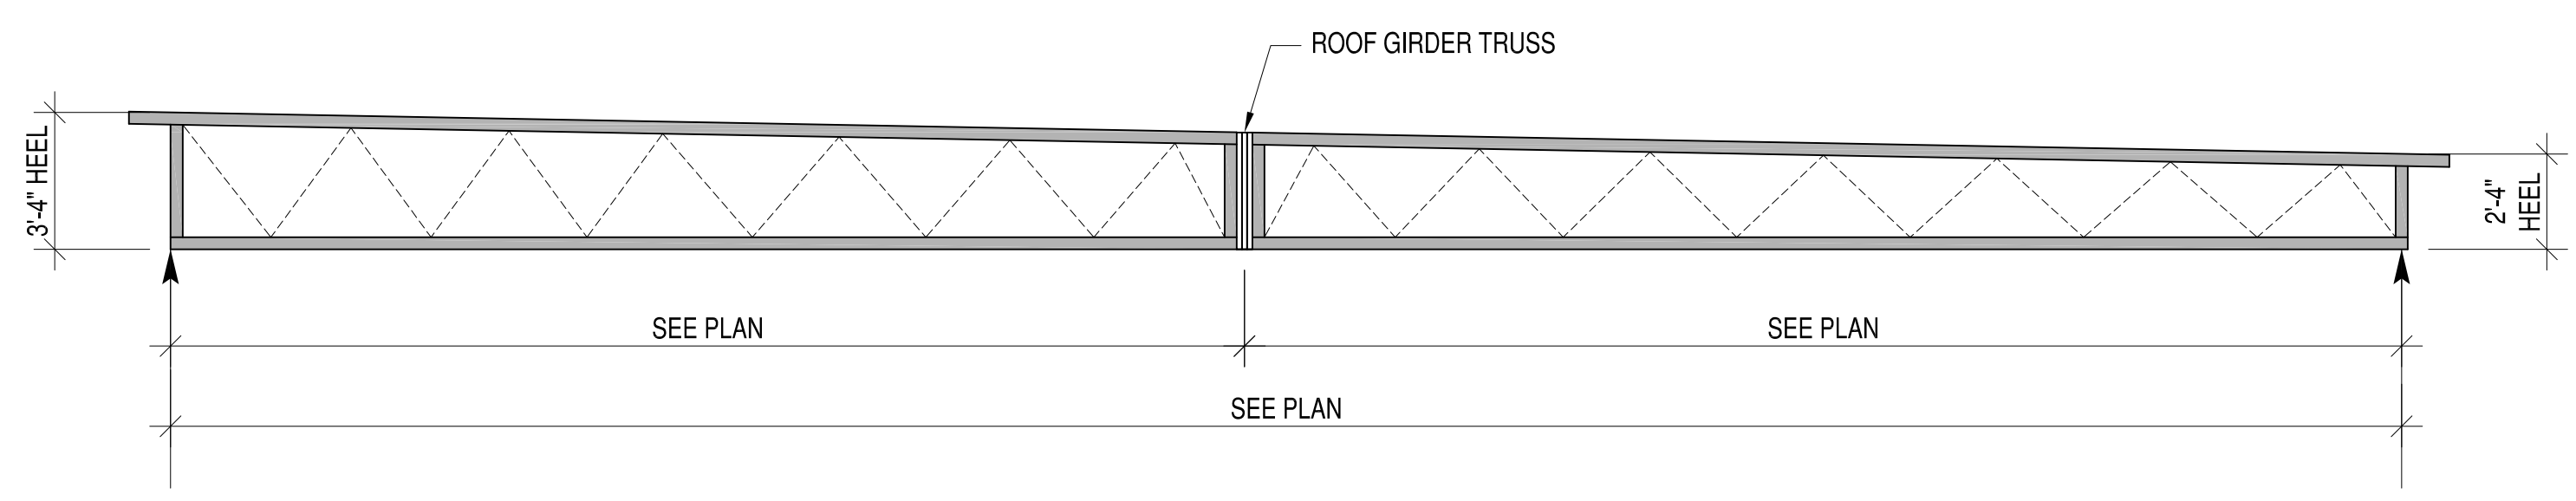 ROOF GIRDER TRUSS
3'-4" HEEL
2'-4"
HEEL
SEE PLAN
SEE PLAN
SEE PLAN